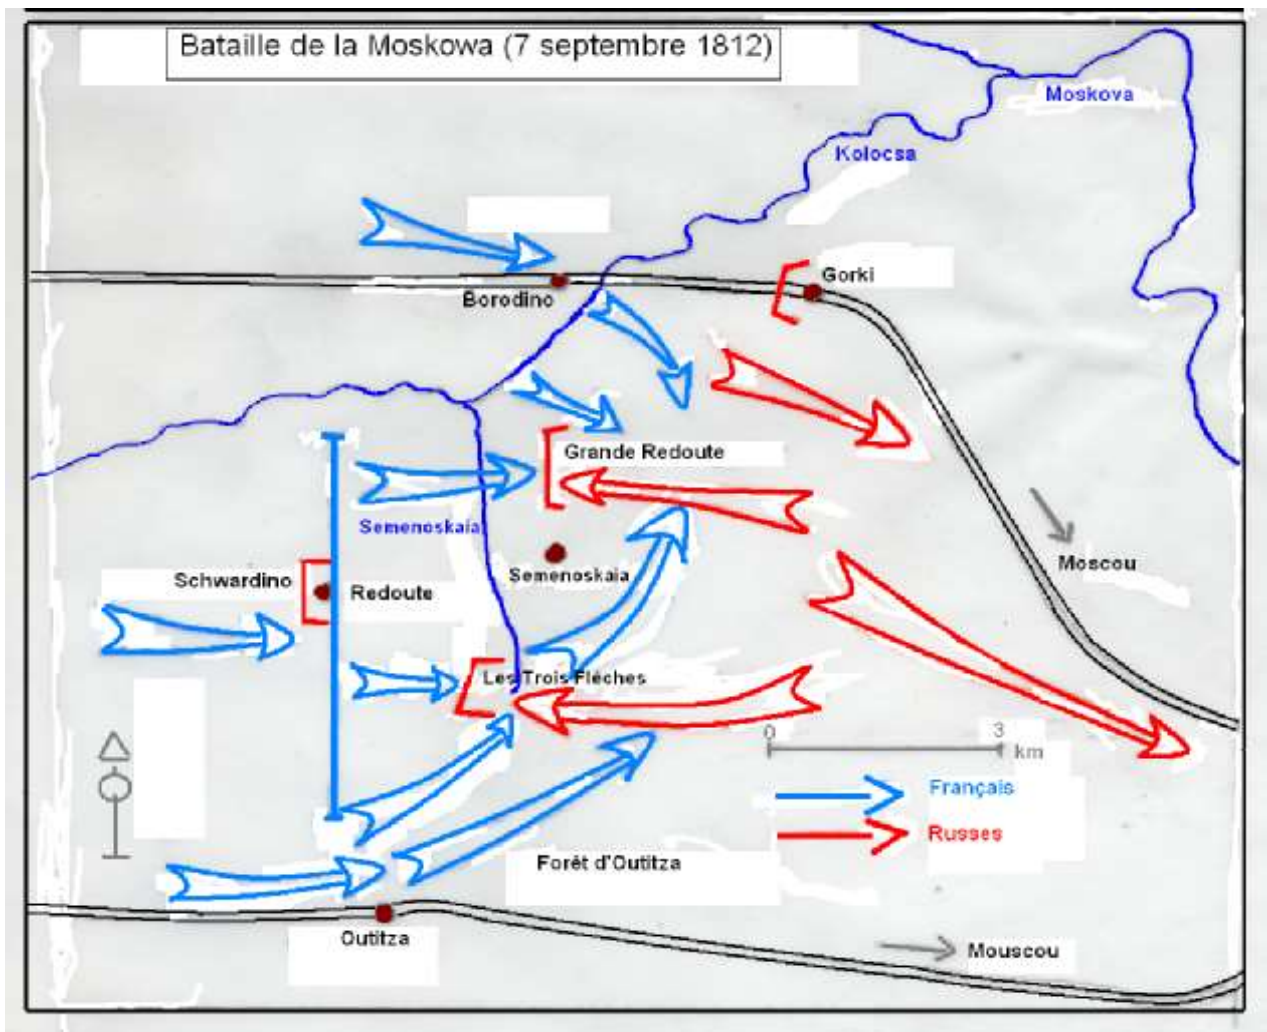 Bataille de la Moskowa (7 septembre 1812)
Moskova
Kolocsa
Gorki
Borodino
Grande Redoute
Semenoskaia
Moscou
Schwardino
Redoute
Semenoskaia
Les Trois Fléches
0 3
km
Français
Russes
Forêt d'Outitza
Outitza
Mouscou